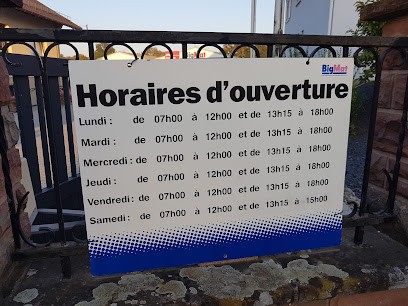 BigMat
Horaires d'ouverture
Lundi : de 07h00 à 12h00 et de 13h15 à 18h00
Mardi : de 07h00 à 12h00 et de 13h15 à 18h00
Mercredi : de 07h00 à 12h00 et de 13h15 à 18h00
Jeudi : de 07h00 à 12h00 et de 13h15 à 18h00
Vendredi : de 07h00 à 12h00 et de 13h15 à 18h00
Samedi : de 07h00 à 12h00 et de 13h15 à 15h00